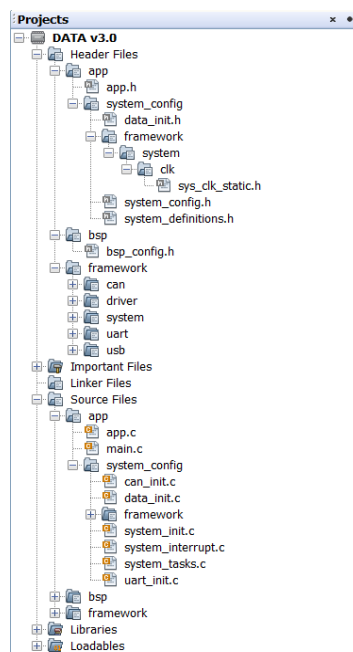 Projects
DATA v3.0
Header Files
app
app.h
system_config
data_init.h
framework
system
clk
sys_clk_static.h
system_config.h
system_definitions.h
bsp
bsp_config.h
framework
can
driver
system
uart
usb
Important Files
Linker Files
Source Files
app
app.c
main.c
system_config
can_init.c
data_init.c
framework
system_init.c
system_interrupt.c
system_tasks.c
uart_init.c
bsp
framework
Libraries
Loadables